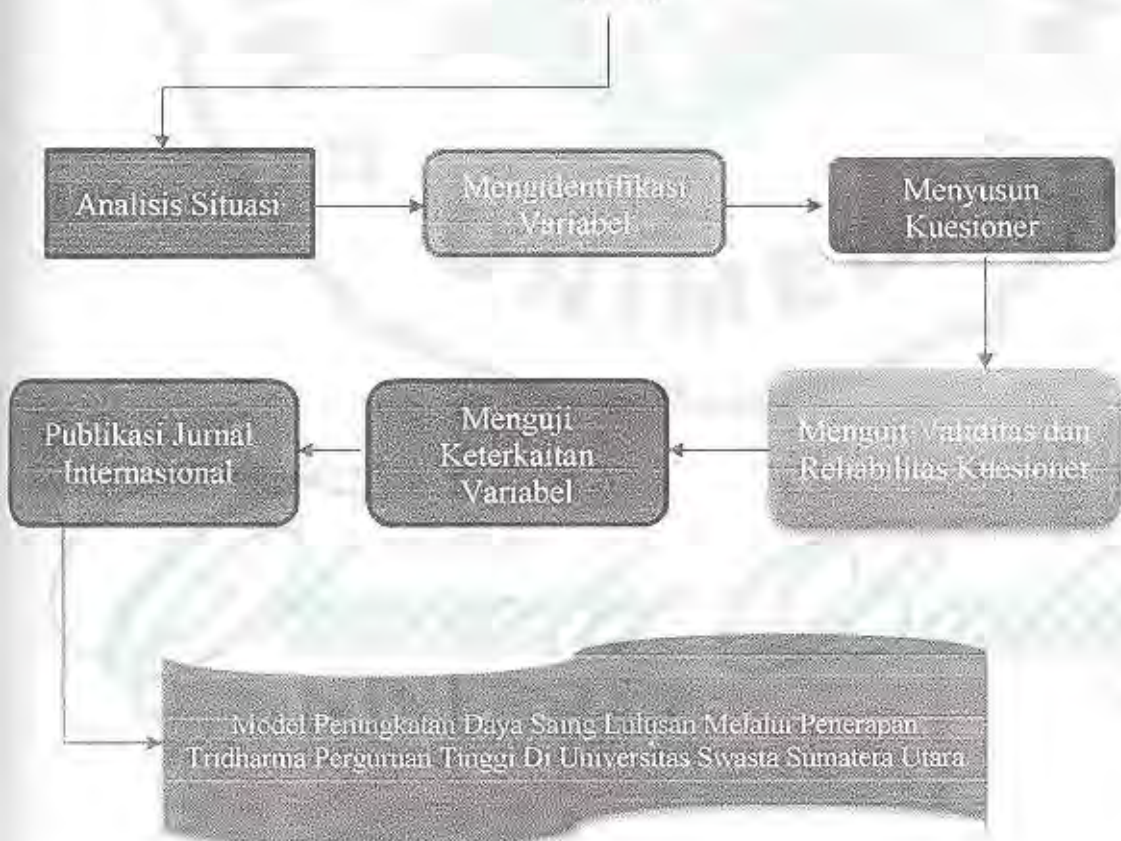 Analisis Situasi
Mengidentifikasi
Variabel
Menyusun
Kuesioner
Menguji Validitas dan
Reliabilitas Kuesioner
Menguji
Keterkaitan
Variabel
Publikasi Jurnal
Internasional
Model Peningkatan Daya Saing Lulusan Melalui Penerapan
Tridharma Perguruan Tinggi Di Universitas Swasta Sumatera Utara